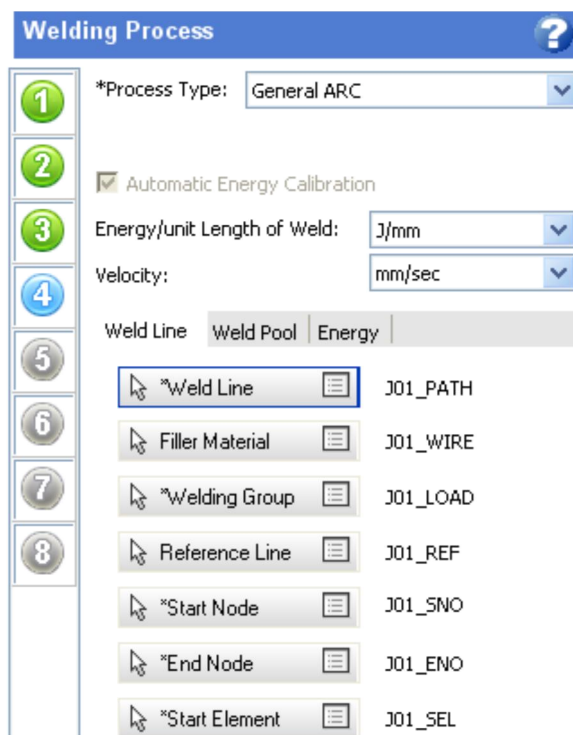 Welding Process ?
1
*Process Type: General ARC
2
Automatic Energy Calibration
3
Energy/unit Length of Weld: J/mm
4
Velocity: mm/sec
Weld Line Weld Pool Energy
5
*Weld Line J01_PATH
6
Filler Material J01_WIRE
7
*Welding Group J01_LOAD
8
Reference Line J01_REF
*Start Node J01_SNO
*End Node J01_ENO
*Start Element J01_SEL